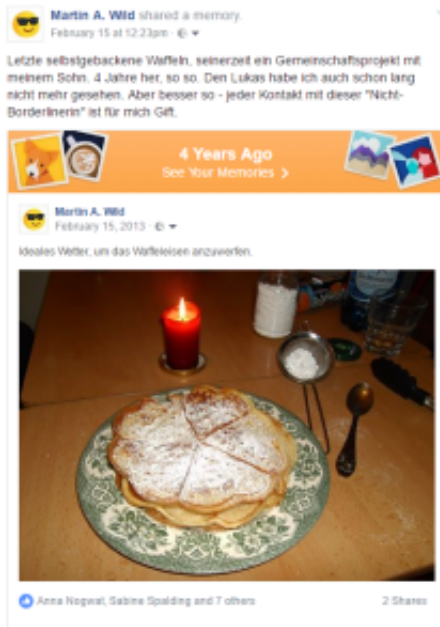 Martin A. Wild shared a memory.
February 15 at 12:23pm
Letzte selbstgebackene Waffeln, seinerzeit ein Gemeinschaftsprojekt mit
meinem Sohn. 4 Jahre her, so so. Den Lukas habe ich auch schon lang
nicht mehr gesehen. Aber besser so - jeder Kontakt mit dieser "Nicht-
Borderlinerin" ist für mich Gift.
4 Years Ago
See Your Memories
Martin A. Wild
February 15, 2013
Ideales Wetter, um das Waffeleisen anzuwerfen.
Anna Nogwat, Sabine Spalding and 7 others
2 Shares